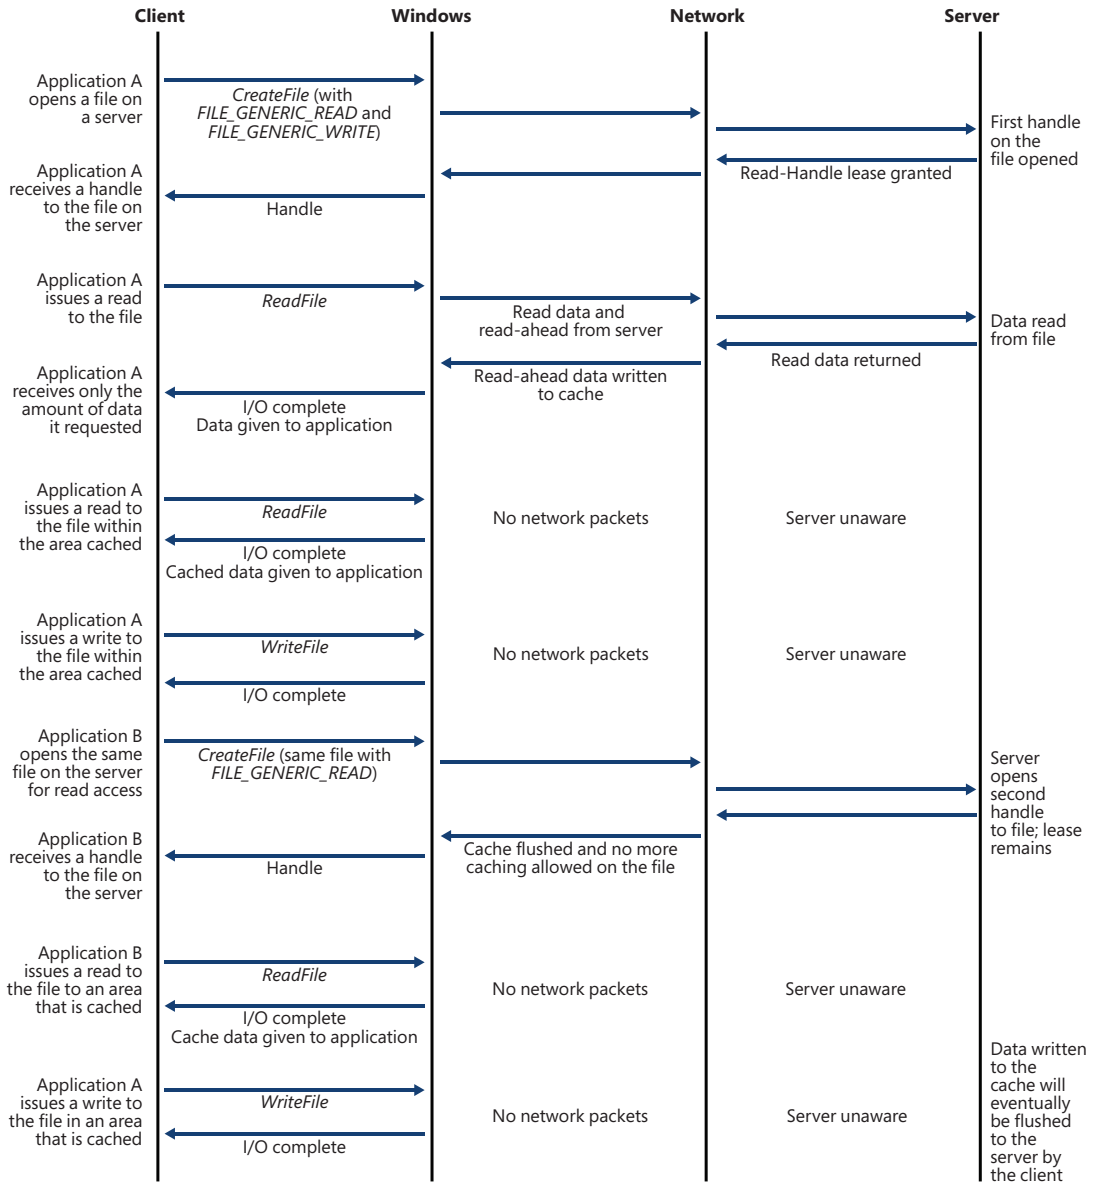 Client Windows Network Server
Application A
opens a file on
a server
CreateFile (with
FILE_GENERIC_READ and
FILE_GENERIC_WRITE)
First handle
on the
file opened
Application A
receives a handle
to the file on
the server
Read-Handle lease granted
Handle
Application A
issues a read
to the file
ReadFile
Read data and
read-ahead from server
Data read
from file
Read data returned
Application A
receives only the
amount of data
it requested
Read-ahead data written
to cache
I/O complete
Data given to application
Application A
issues a read to
the file within
the area cached
ReadFile
No network packets
Server unaware
I/O complete
Cached data given to application
Application A
issues a write to
the file within
the area cached
WriteFile
No network packets
Server unaware
I/O complete
Application B
opens the same
file on the server
for read access
CreateFile (same file with
FILE_GENERIC_READ)
Server
opens
second
handle
to file; lease
remains
Application B
receives a handle
to the file on
the server
Cache flushed and no more
caching allowed on the file
Handle
Application B
issues a read to
the file to an area
that is cached
ReadFile
No network packets
Server unaware
I/O complete
Cache data given to application
Application A
issues a write to
the file in an area
that is cached
WriteFile
No network packets
Server unaware
I/O complete
Data written
to the
cache will
eventually
be flushed
to the
server by
the client